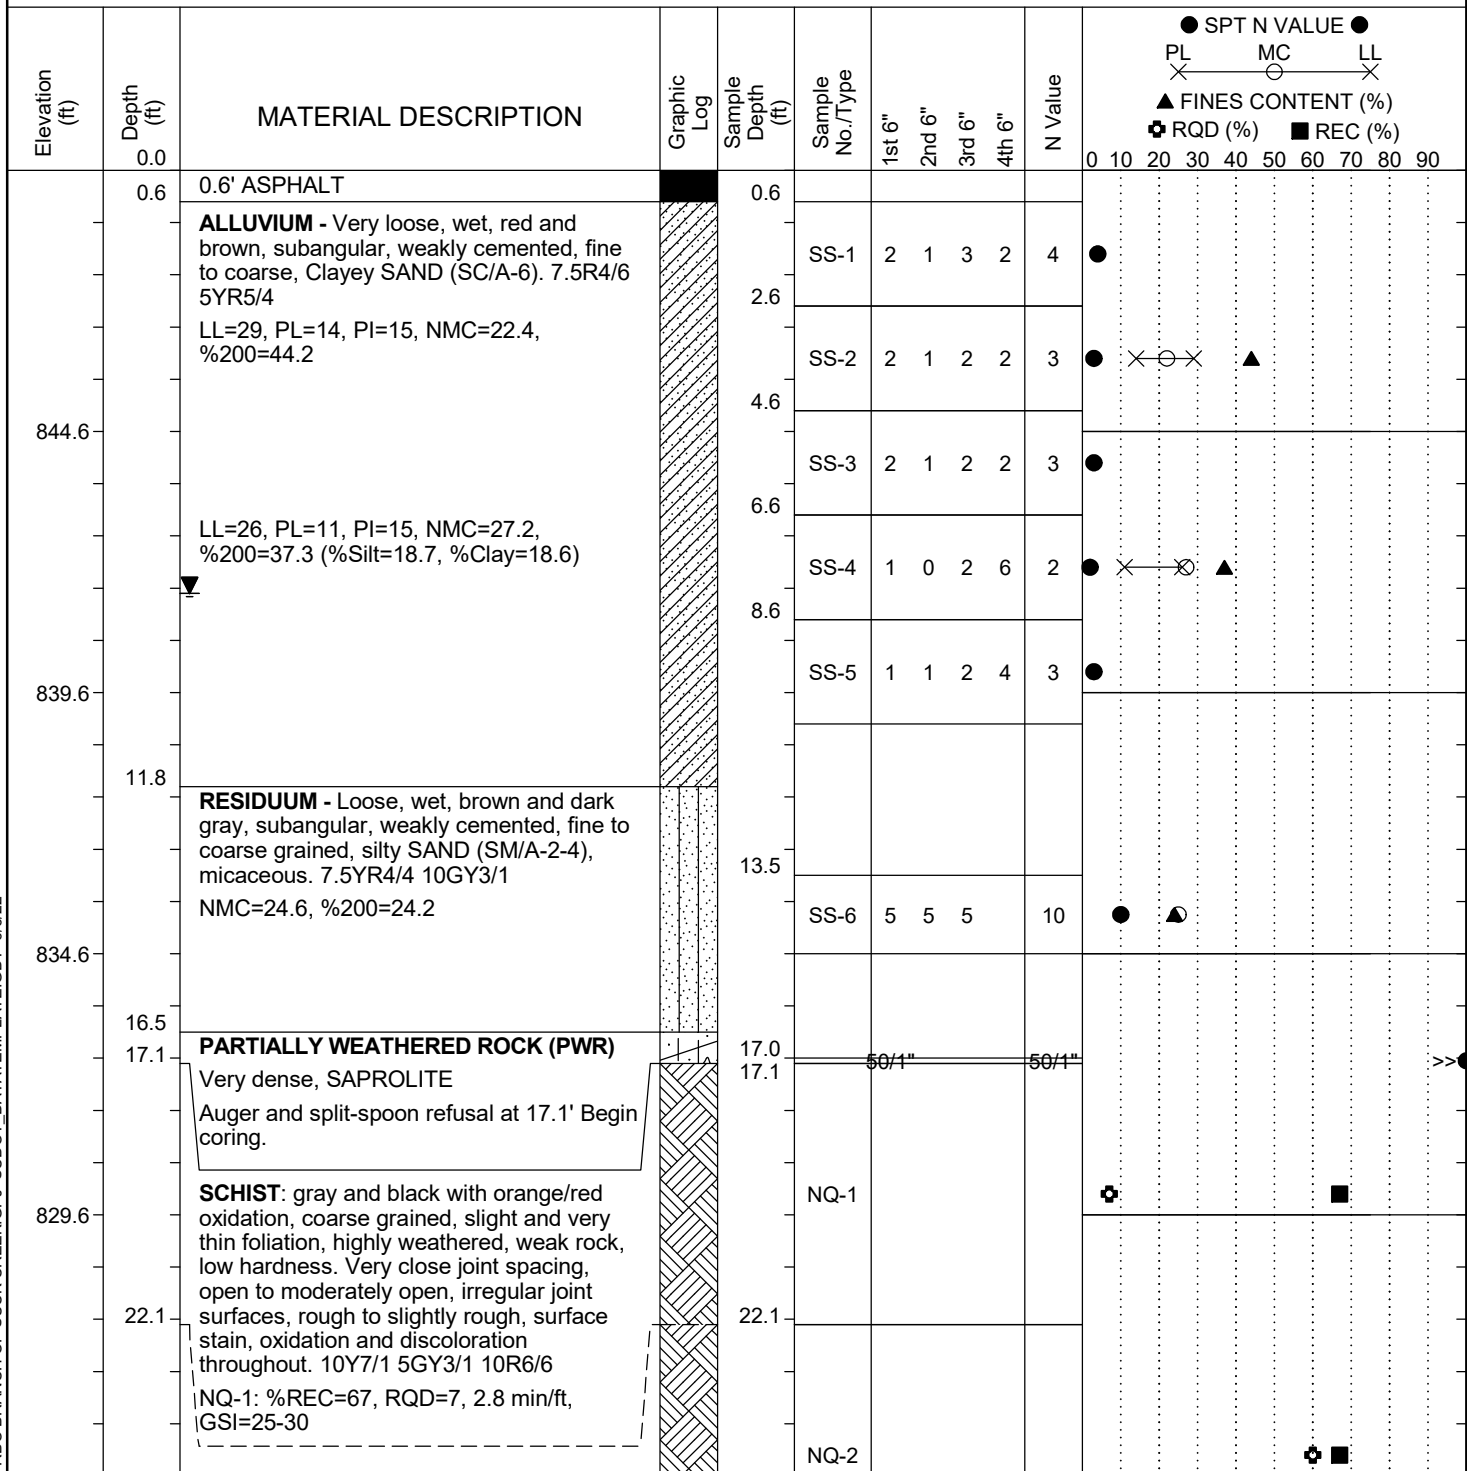 ● SPT N VALUE ●
PL MC LL
▲ FINES CONTENT (%)
RQD (%) ■ REC (%)
Elevation (ft)
Depth (ft)
MATERIAL DESCRIPTION
Graphic Log
Sample Depth (ft)
Sample No./Type
1st 6"
2nd 6"
3rd 6"
4th 6"
N Value
0.0
0 10 20 30 40 50 60 70 80 90
0.6 0.6' ASPHALT 0.6
ALLUVIUM - Very loose, wet, red and
brown, subangular, weakly cemented, fine
to coarse, Clayey SAND (SC/A-6). 7.5R4/6
5YR5/4
SS-1 2 1 3 2 4
2.6
LL=29, PL=14, PI=15, NMC=22.4,
%200=44.2
SS-2 2 1 2 2 3
4.6
844.6
SS-3 2 1 2 2 3
6.6
LL=26, PL=11, PI=15, NMC=27.2,
%200=37.3 (%Silt=18.7, %Clay=18.6)
SS-4 1 0 2 6 2
8.6
SS-5 1 1 2 4 3
839.6
11.8
RESIDUUM - Loose, wet, brown and dark
gray, subangular, weakly cemented, fine to
coarse grained, silty SAND (SM/A-2-4),
micaceous. 7.5YR4/4 10GY3/1
13.5
NMC=24.6, %200=24.2
SS-6 5 5 5 10
834.6
16.5
PARTIALLY WEATHERED ROCK (PWR)
17.1 17.0
50/1" 50/1" >>
17.1
Very dense, SAPROLITE
Auger and split-spoon refusal at 17.1' Begin
coring.
SCHIST: gray and black with orange/red
oxidation, coarse grained, slight and very
thin foliation, highly weathered, weak rock,
low hardness. Very close joint spacing,
open to moderately open, irregular joint
surfaces, rough to slightly rough, surface
stain, oxidation and discoloration
throughout. 10Y7/1 5GY3/1 10R6/6
NQ-1
829.6
22.1 22.1
NQ-1: %REC=67, RQD=7, 2.8 min/ft,
GSI=25-30
NQ-2